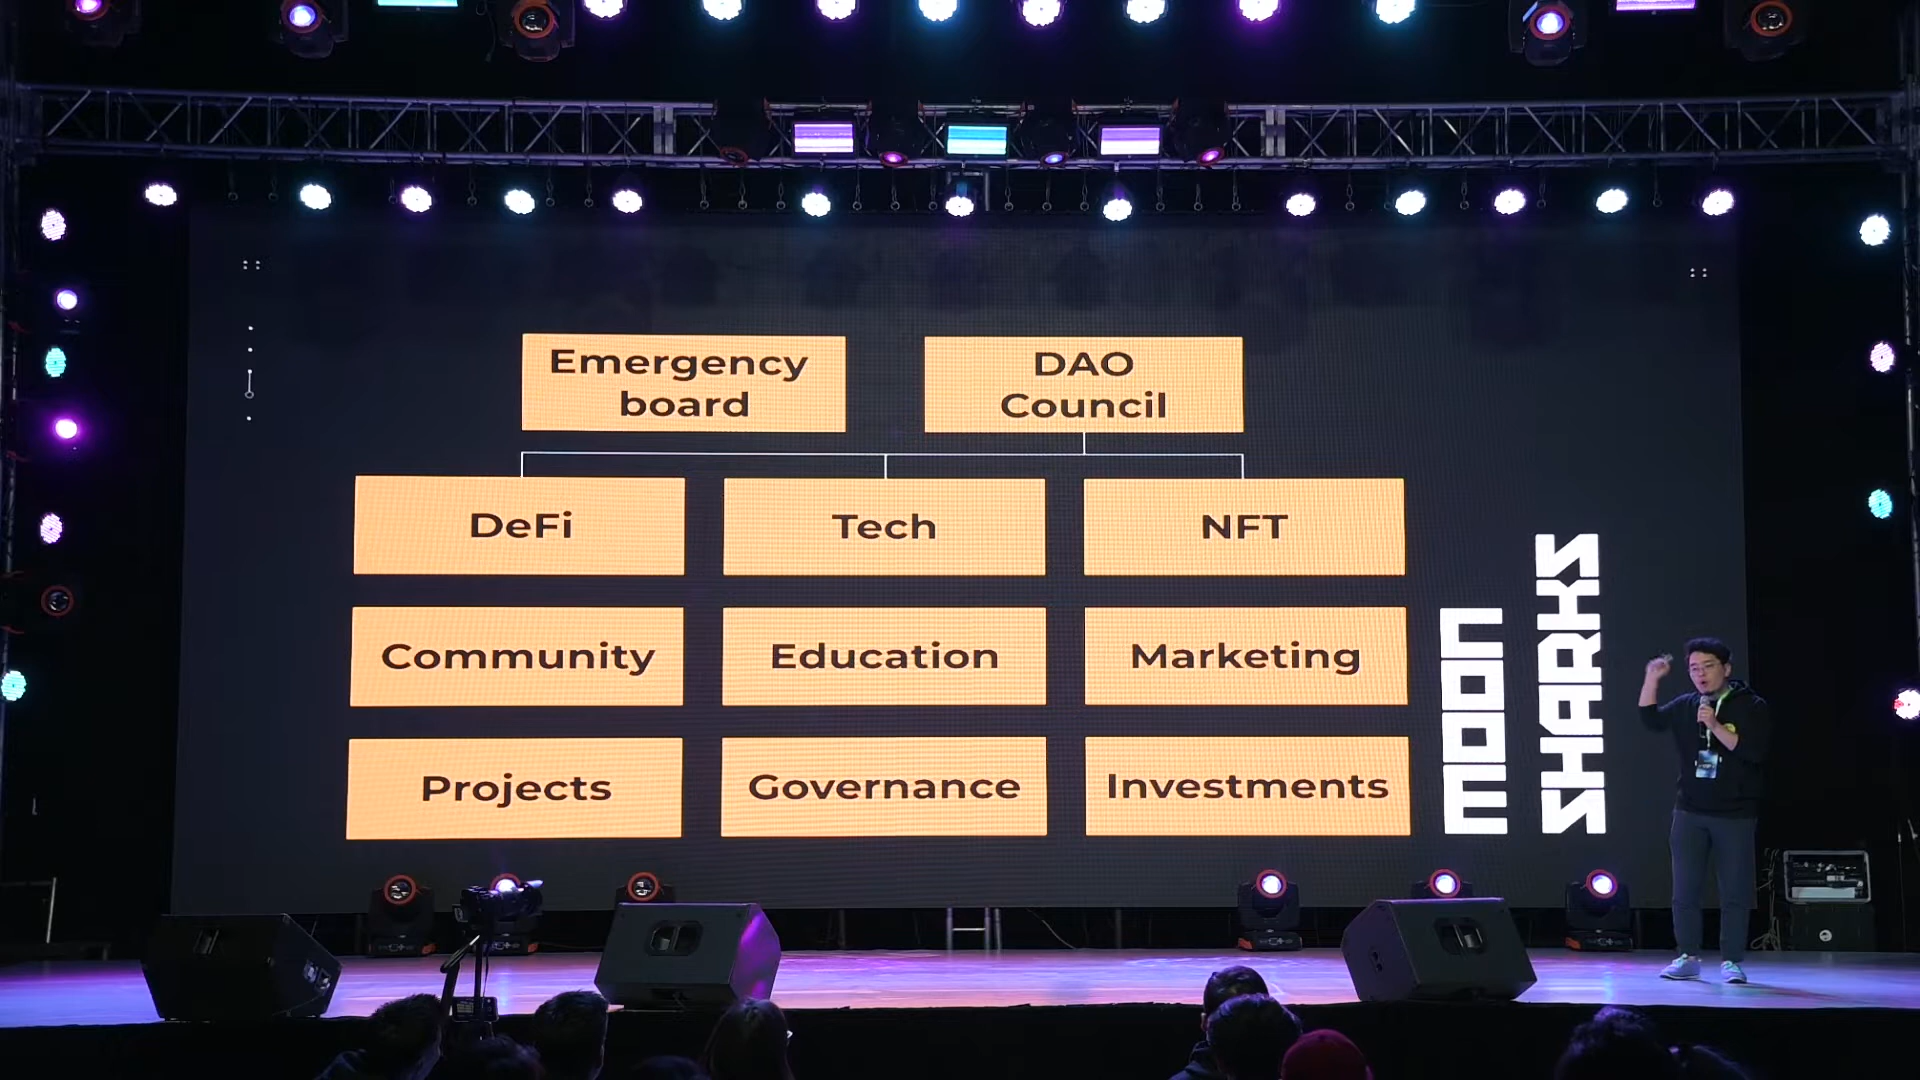 Emergency
board
DAO
Council
DeFi
Tech
NFT
Community
Education
Marketing
Projects
Governance
Investments
MOON
SHARKS